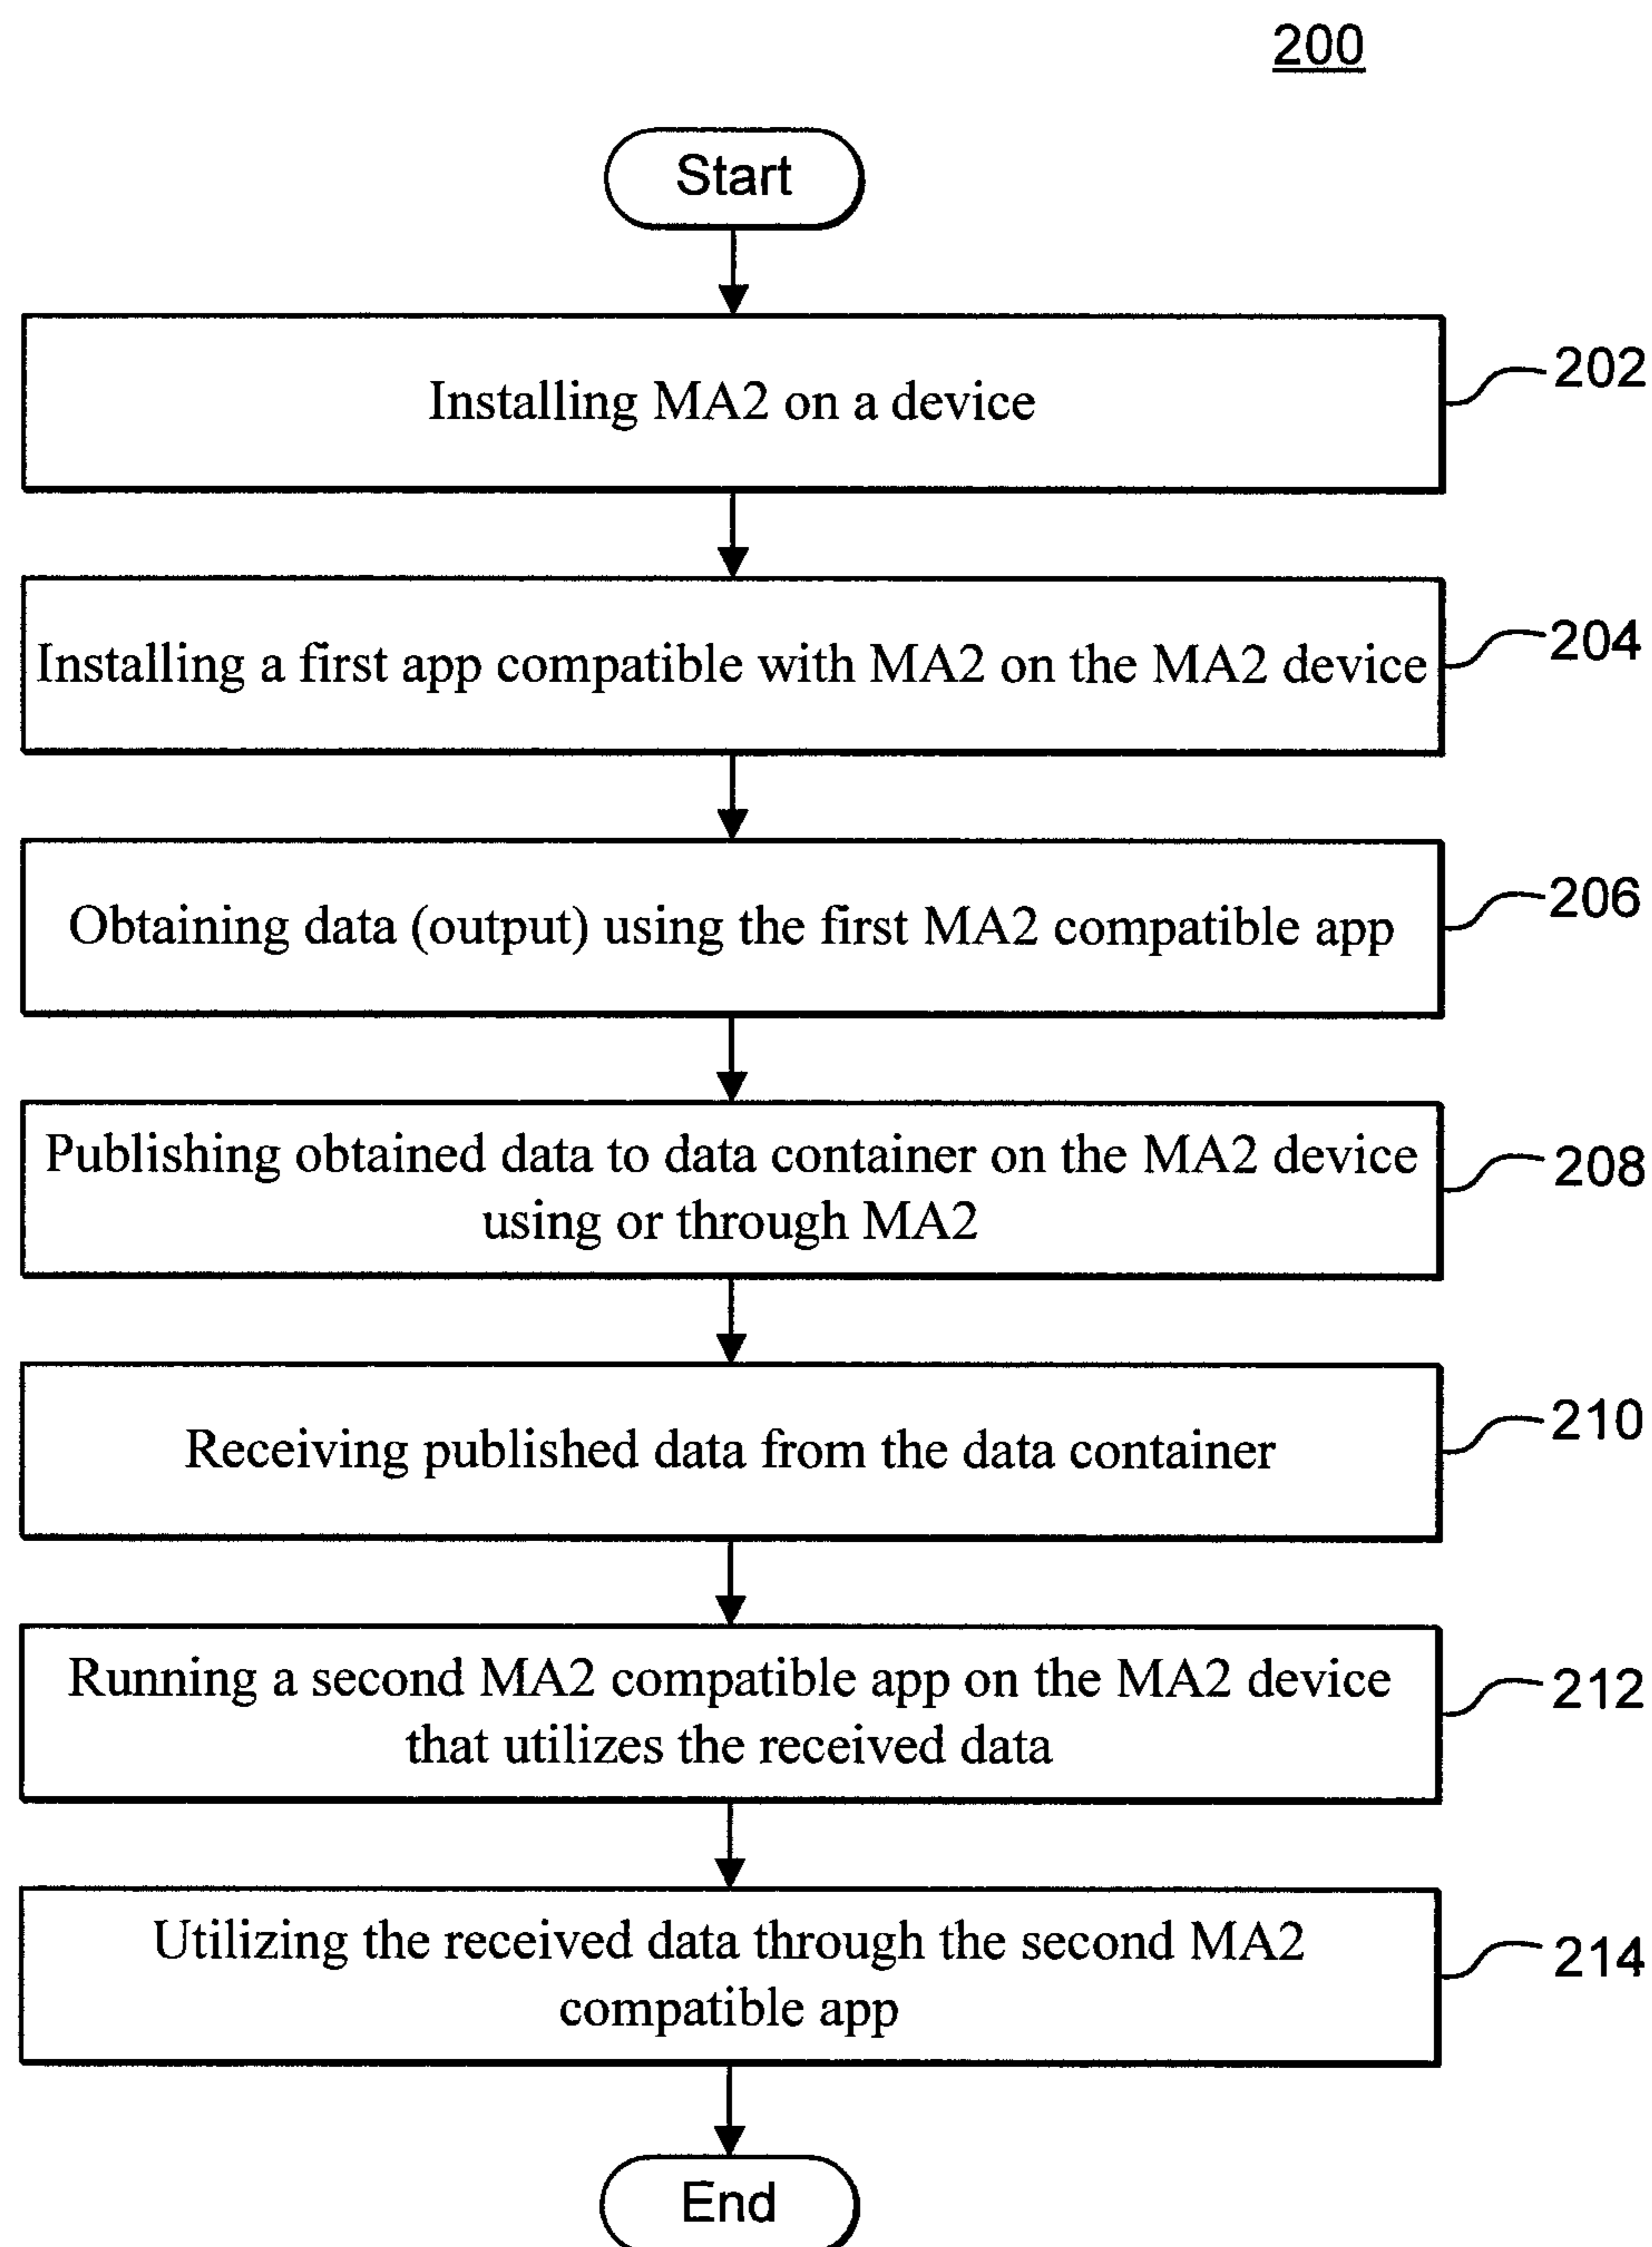 200
Start
Installing MA2 on a device
202
Installing a first app compatible with MA2 on the MA2 device
204
Obtaining data (output) using the first MA2 compatible app
206
Publishing obtained data to data container on the MA2 device
using or through MA2
208
Receiving published data from the data container
210
Running a second MA2 compatible app on the MA2 device
that utilizes the received data
212
Utilizing the received data through the second MA2
compatible app
214
End